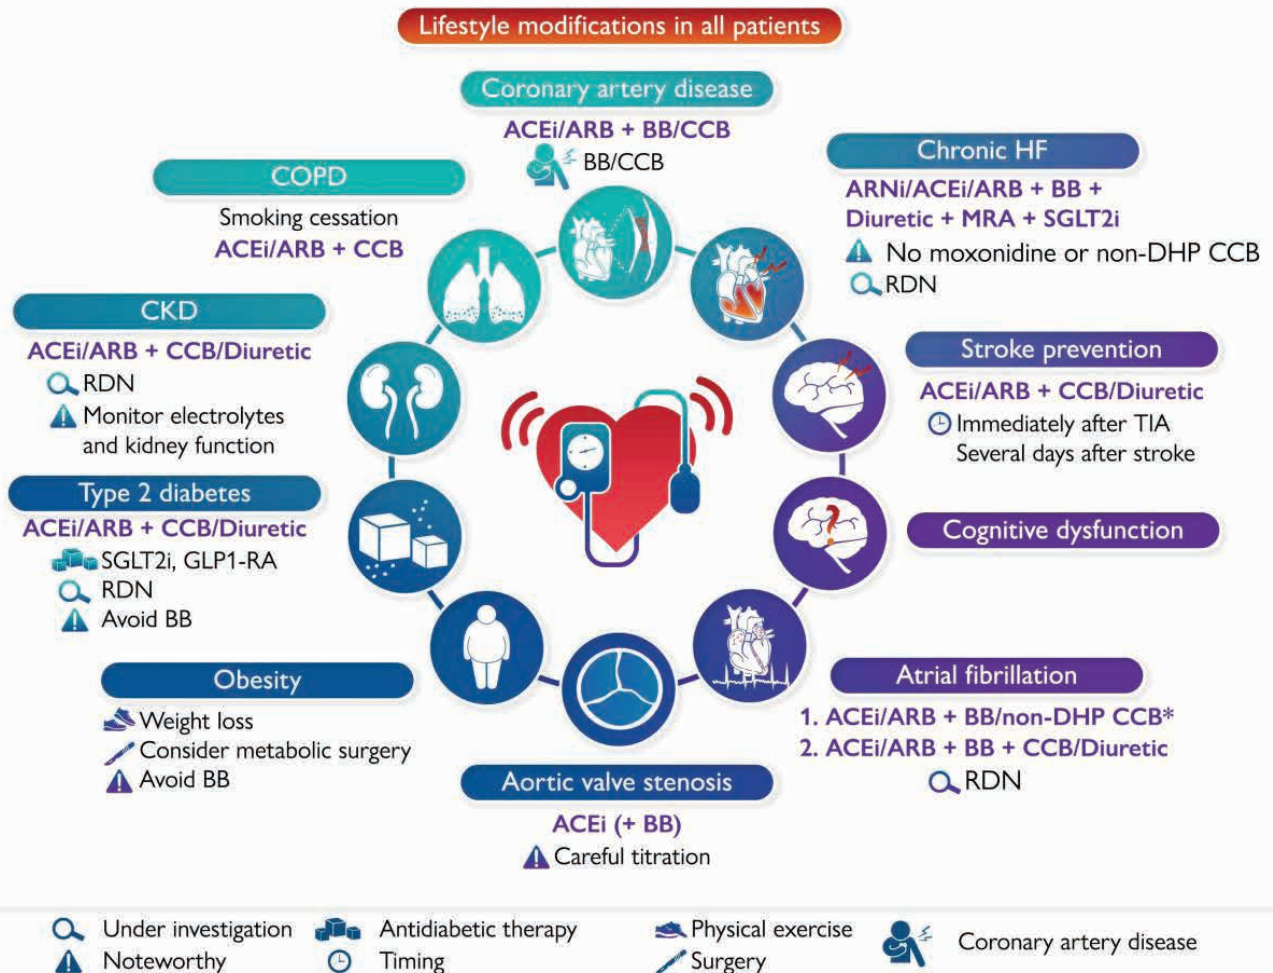 Lifestyle modifications in all patients
Coronary artery disease
ACEi/ARB + BB/CCB
BB/CCB
Chronic HF
ARNi/ACEi/ARB + BB +
Diuretic + MRA + SGLT2i
No moxonidine or non-DHP CCB
RDN
Stroke prevention
ACEi/ARB + CCB/Diuretic
Immediately after TIA
Several days after stroke
Cognitive dysfunction
Atrial fibrillation
1. ACEi/ARB + BB/non-DHP CCB*
2. ACEi/ARB + BB + CCB/Diuretic
RDN
Aortic valve stenosis
ACEi (+ BB)
Careful titration
Obesity
Weight loss
Consider metabolic surgery
Avoid BB
Type 2 diabetes
ACEi/ARB + CCB/Diuretic
SGLT2i, GLP1-RA
RDN
Avoid BB
CKD
ACEi/ARB + CCB/Diuretic
RDN
Monitor electrolytes
and kidney function
COPD
Smoking cessation
ACEi/ARB + CCB
Under investigation
Noteworthy
Antidiabetic therapy
Timing
Physical exercise
Surgery
Coronary artery disease